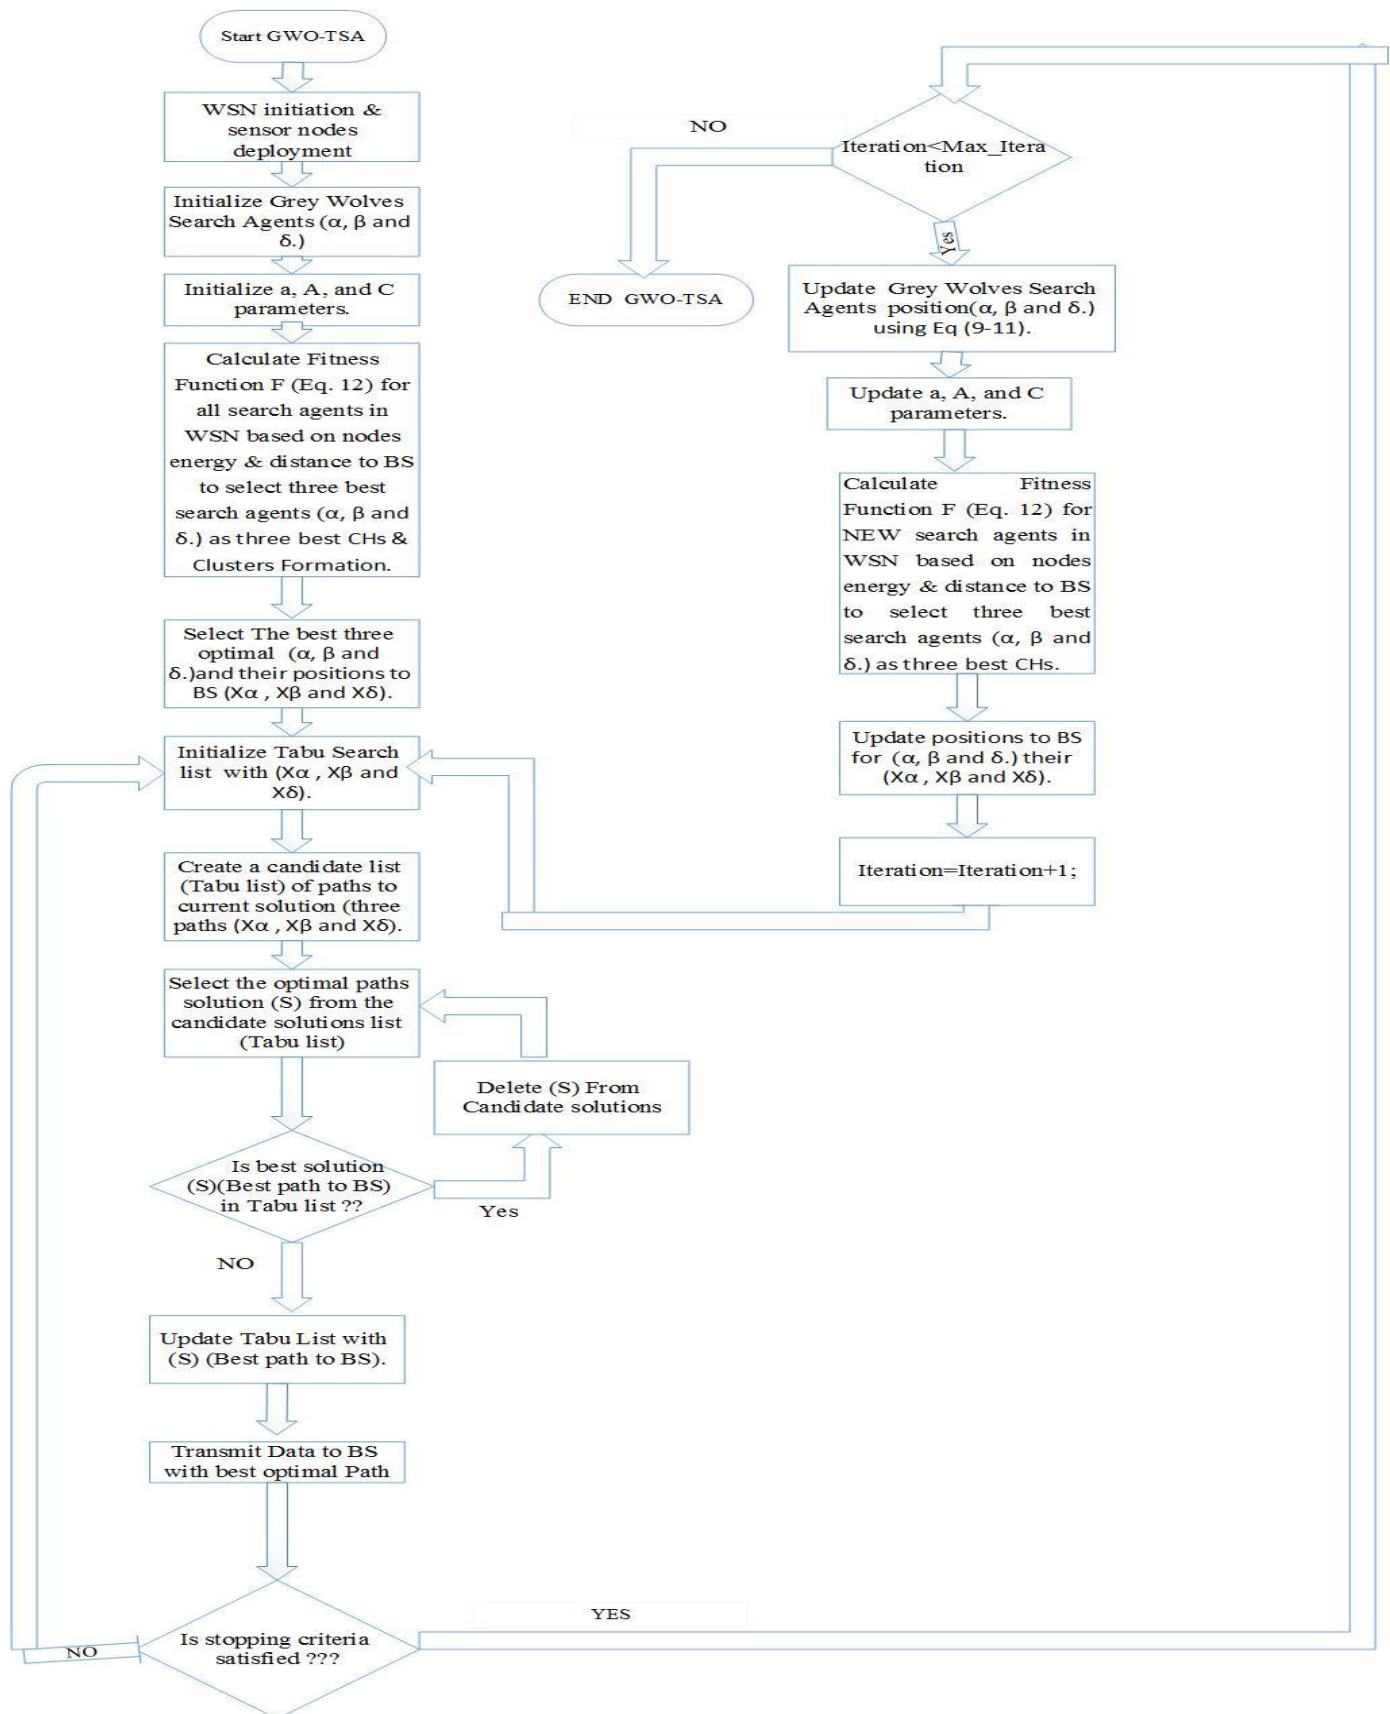 Start GWO-TSA
WSN initiation &
sensor nodes
deployment
Initialize Grey Wolves
Search Agents (α, β and
δ.)
Initialize a, A, and C
parameters.
Calculate Fitness
Function F (Eq. 12) for
all search agents in
WSN based on nodes
energy & distance to BS
to select three best
search agents (α, β and
δ.) as three best CHs &
Clusters Formation.
Select The best three
optimal (α, β and
δ.)and their positions to
BS (Xα , Xβ and Xδ).
Initialize Tabu Search
list with (Xα , Xβ and
Xδ).
Create a candidate list
(Tabu list) of paths to
current solution (three
paths (Xα , Xβ and Xδ).
Select the optimal paths
solution (S) from the
candidate solutions list
(Tabu list)
Delete (S) From
Candidate solutions
Is best solution
(S)(Best path to BS)
in Tabu list ??
Yes
NO
Update Tabu List with
(S) (Best path to BS).
Transmit Data to BS
with best optimal Path
Is stopping criteria
satisfied ???
NO
YES
Iteration<Max_Itera
tion
NO
END GWO-TSA
Yes
Update Grey Wolves Search
Agents position(α, β and δ.)
using Eq (9-11).
Update a, A, and C
parameters.
Calculate Fitness
Function F (Eq. 12) for
NEW search agents in
WSN based on nodes
energy & distance to BS
to select three best
search agents (α, β and
δ.) as three best CHs.
Update positions to BS
for (α, β and δ.) their
(Xα , Xβ and Xδ).
Iteration=Iteration+1;